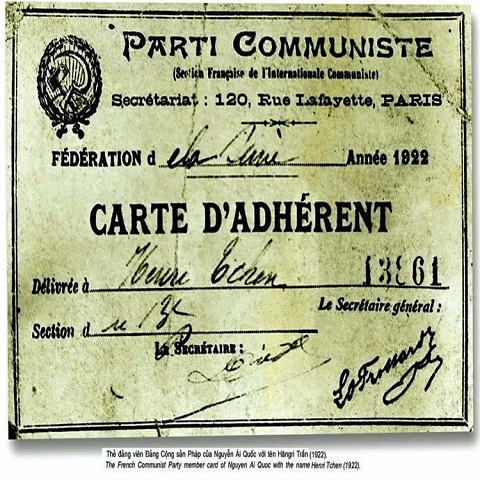 PARTI COMMUNISTE
(Section Française de l'Internationale Communiste)
Secrétariat : 120, Rue Lafayette, PARIS
FÉDÉRATION d e la Seine Année 1922
CARTE D'ADHÉRENT
Délivrée à Henri Tchen 13861
Le Secrétaire général :
Section d u 13e
LE SECRÉTAIRE :
LO Frossard
Thẻ đảng viên Đảng Cộng sản Pháp của Nguyễn Ái Quốc với tên Hăngri Trần (1922).
The French Communist Party member card of Nguyen Ai Quoc with the name Henri Tchen (1922).